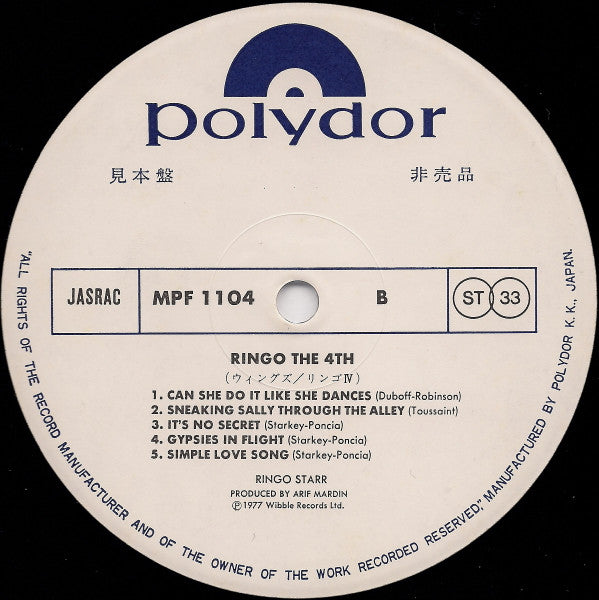 polydor
見本盤
非売品
JASRAC
MPF 1104
B
ST 33
RINGO THE 4TH
(ウィングズ/リンゴⅣ)
1. CAN SHE DO IT LIKE SHE DANCES (Duboff-Robinson)
2. SNEAKING SALLY THROUGH THE ALLEY (Toussaint)
3. IT'S NO SECRET (Starkey-Poncia)
4. GYPSIES IN FLIGHT (Starkey-Poncia)
5. SIMPLE LOVE SONG (Starkey-Poncia)
RINGO STARR
PRODUCED BY ARIF MARDIN
Ⓟ1977 Wibble Records Ltd.
"ALL RIGHTS OF THE RECORD MANUFACTURER AND OF THE OWNER OF THE WORK RECORDED RESERVED," MANUFACTURED BY POLYDOR K. K., JAPAN.